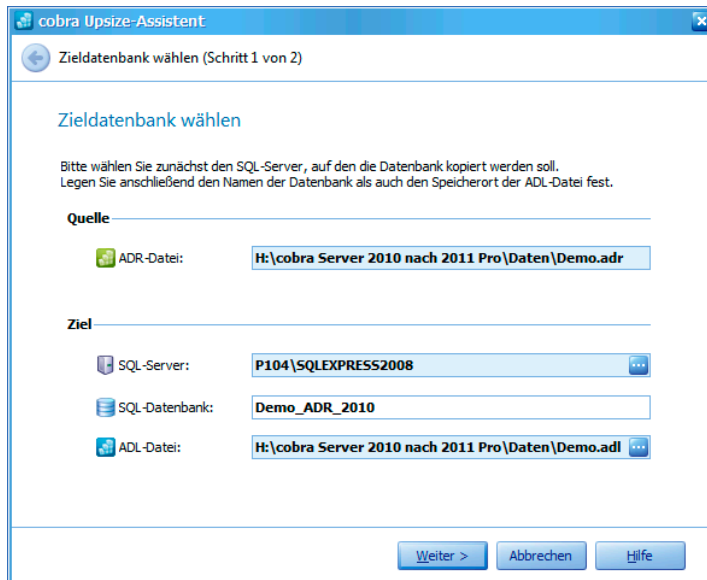 cobra Upsize-Assistent
Zieldatenbank wählen (Schritt 1 von 2)
Zieldatenbank wählen
Bitte wählen Sie zunächst den SQL-Server, auf den die Datenbank kopiert werden soll.
Legen Sie anschließend den Namen der Datenbank als auch den Speicherort der ADL-Datei fest.
Quelle
ADR-Datei: H:\cobra Server 2010 nach 2011 Pro\Daten\Demo.adr
Ziel
SQL-Server: P104\SQLEXPRESS2008
SQL-Datenbank: Demo_ADR_2010
ADL-Datei: H:\cobra Server 2010 nach 2011 Pro\Daten\Demo.adl
Weiter > Abbrechen Hilfe